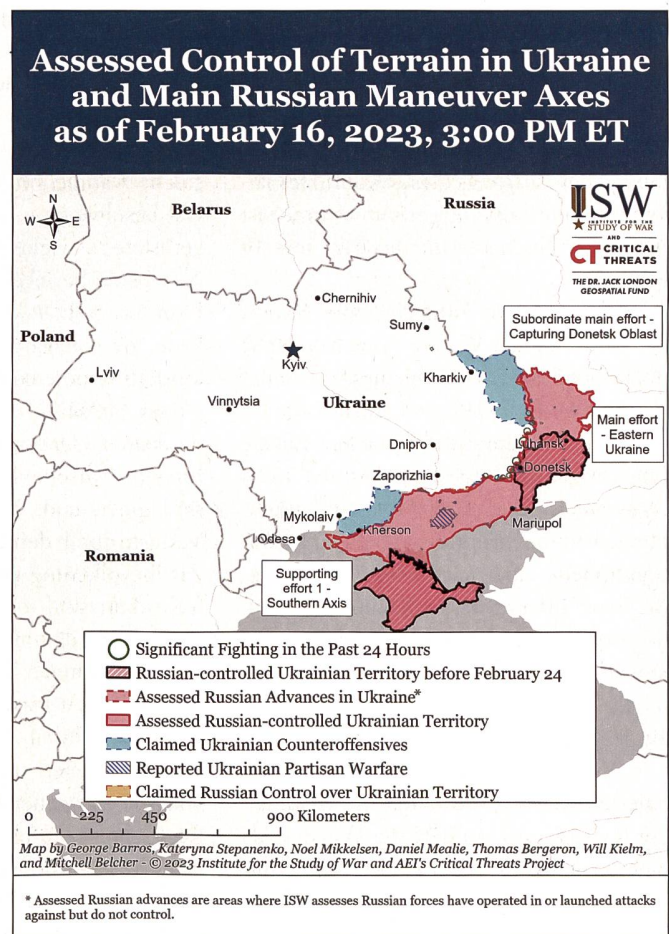 Assessed Control of Terrain in Ukraine
and Main Russian Maneuver Axes
as of February 16, 2023, 3:00 PM ET
N
W E
S
Belarus
Russia
ISW
INSTITUTE FOR THE
STUDY OF WAR
AND
CT CRITICAL
THREATS
THE DR. JACK LONDON
GEOSPATIAL FUND
Chernihiv
Subordinate main effort -
Capturing Donetsk Oblast
Sumy
Poland
Kyiv
Lviv
Kharkiv
Vinnytsia
Ukraine
Main effort
- Eastern
Ukraine
Dnipro
Luhansk
Donetsk
Zaporizhia
Mykolaiv
Mariupol
Kherson
Odesa
Romania
Supporting
effort 1 -
Southern Axis
Significant Fighting in the Past 24 Hours
Russian-controlled Ukrainian Territory before February 24
Assessed Russian Advances in Ukraine*
Assessed Russian-controlled Ukrainian Territory
Claimed Ukrainian Counteroffensives
Reported Ukrainian Partisan Warfare
Claimed Russian Control over Ukrainian Territory
0 225 450 900 Kilometers
Map by George Barros, Kateryna Stepanenko, Noel Mikkelsen, Daniel Mealie, Thomas Bergeron, Will Kielm,
and Mitchell Belcher - © 2023 Institute for the Study of War and AEI's Critical Threats Project
* Assessed Russian advances are areas where ISW assesses Russian forces have operated in or launched attacks
against but do not control.